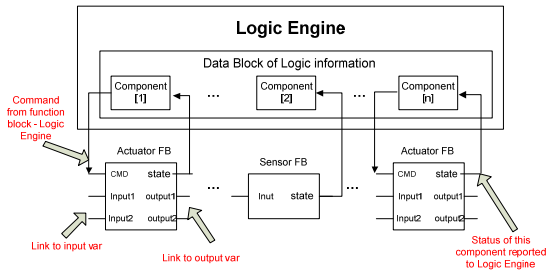 Logic Engine
Data Block of Logic information
Component
[1]
...
Component
[2]
...
Component
[n]
Command
from function
block - Logic
Engine
Actuator FB
CMD state
Input1 output1
Input2 output2
...
Sensor FB
Inut state
...
Actuator FB
CMD state
Input1 output1
Input2 output2
Link to input var
Link to output var
Status of this
component reported
to Logic Engine